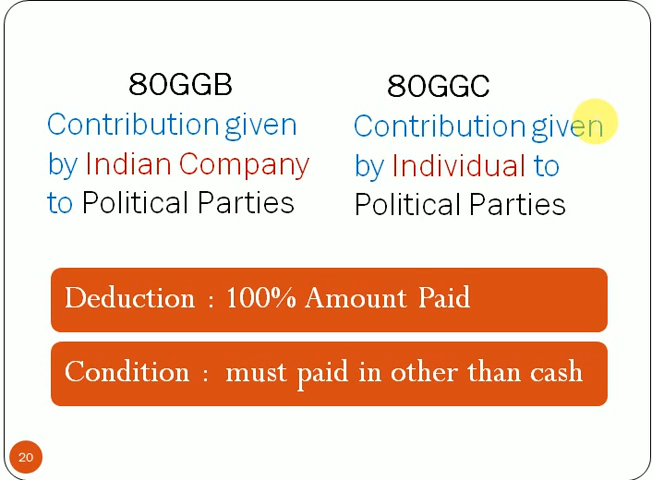 80GGB
Contribution given
by Indian Company
to Political Parties
80GGC
Contribution given
by Individual to
Political Parties
Deduction : 100% Amount Paid
Condition : must paid in other than cash
20